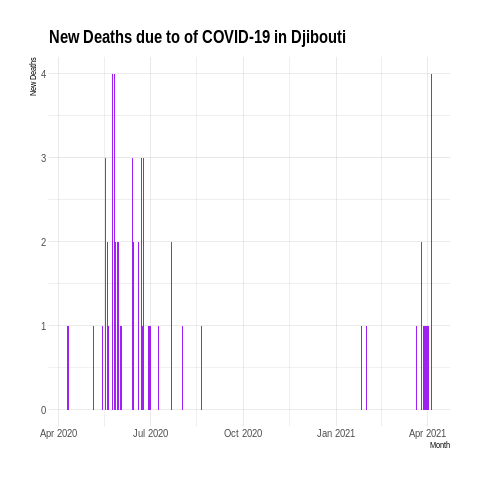 New Deaths due to of COVID-19 in Djibouti
New Deaths
4
3
2
1
0
Apr 2020 Jul 2020 Oct 2020 Jan 2021 Apr 2021
Month